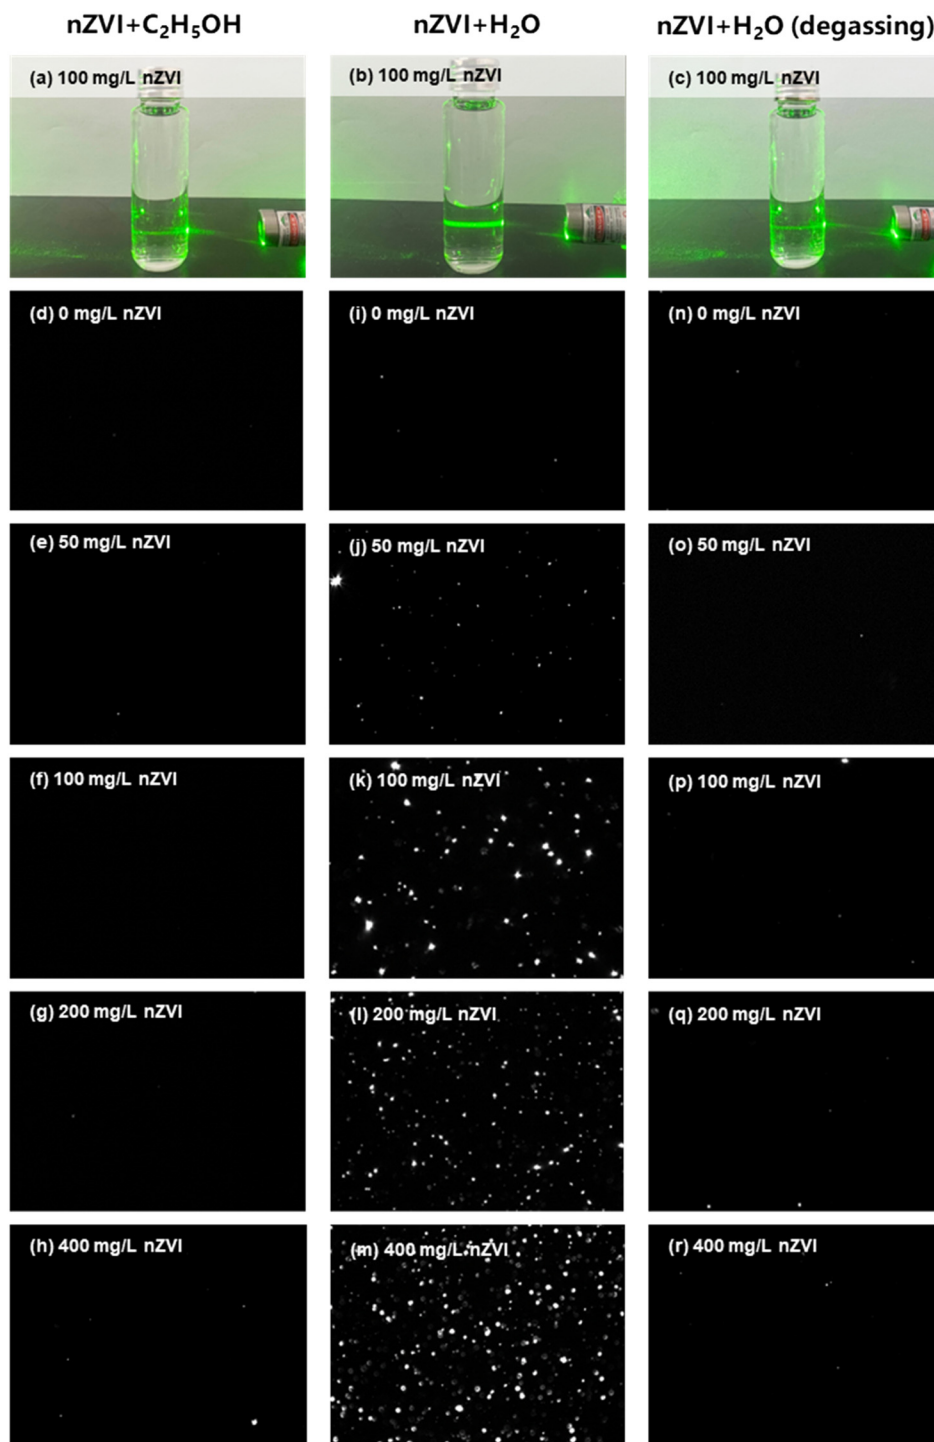 nZVI+C₂H₅OH
nZVI+H₂O
nZVI+H₂O (degassing)
(a) 100 mg/L nZVI
(b) 100 mg/L nZVI
(c) 100 mg/L nZVI
(d) 0 mg/L nZVI
(i) 0 mg/L nZVI
(n) 0 mg/L nZVI
(e) 50 mg/L nZVI
(j) 50 mg/L nZVI
(o) 50 mg/L nZVI
(f) 100 mg/L nZVI
(k) 100 mg/L nZVI
(p) 100 mg/L nZVI
(g) 200 mg/L nZVI
(l) 200 mg/L nZVI
(q) 200 mg/L nZVI
(h) 400 mg/L nZVI
(m) 400 mg/L nZVI
(r) 400 mg/L nZVI